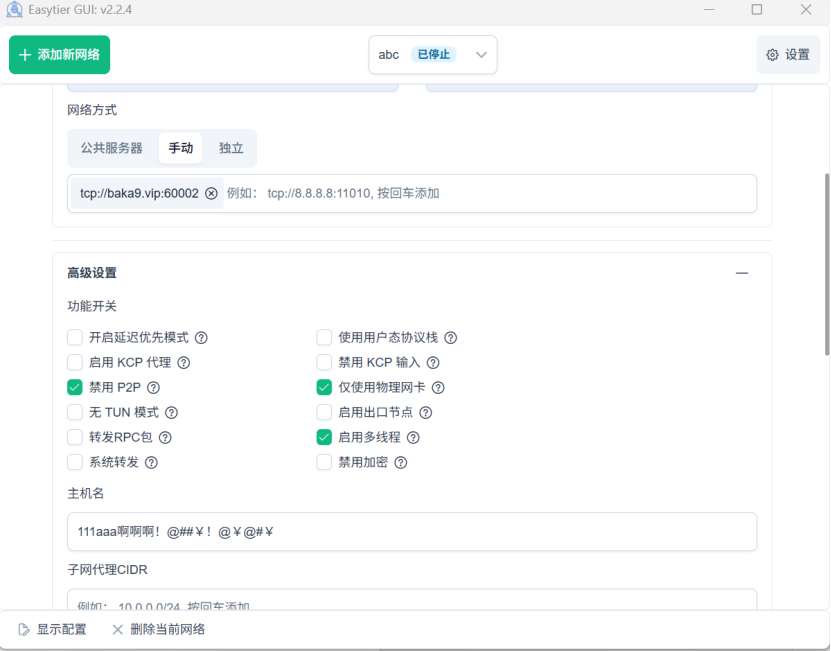 Easytier GUI: v2.2.4
添加新网络
abc 已停止
设置
网络方式
公共服务器 手动 独立
tcp://baka9.vip:60002 例如： tcp://8.8.8.8:11010, 按回车添加
高级设置
功能开关
开启延迟优先模式 使用用户态协议栈
启用 KCP 代理 禁用 KCP 输入
禁用 P2P 仅使用物理网卡
无 TUN 模式 启用出口节点
转发RPC包 启用多线程
系统转发 禁用加密
主机名
111aaa啊啊啊！@##￥！@￥@#￥
子网代理CIDR
例如： 10.0.0.0/24, 按回车添加
显示配置 删除当前网络